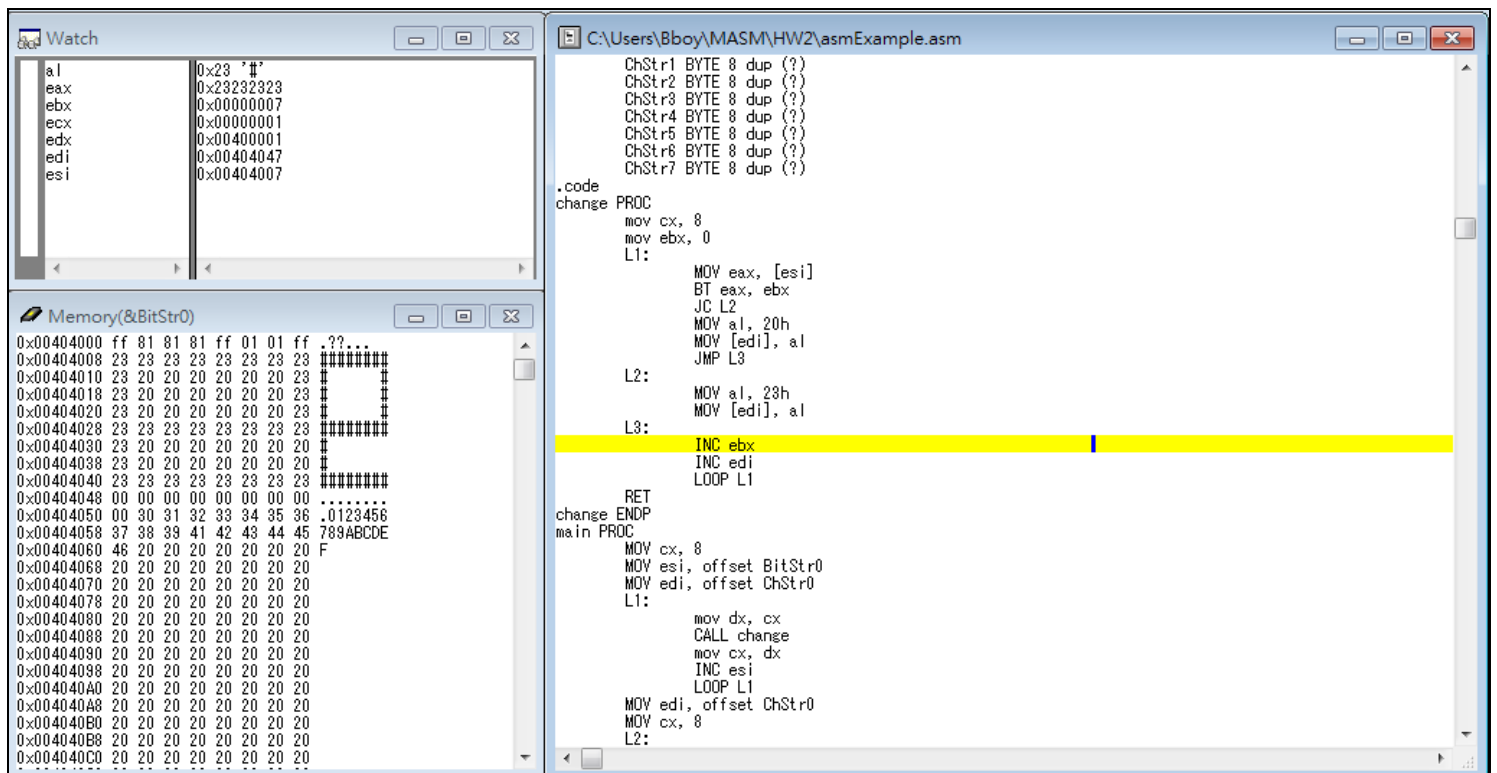 Watch
al 0x23 '#'
eax 0x23232323
ebx 0x00000007
ecx 0x00000001
edx 0x00400001
edi 0x00404047
esi 0x00404007
Memory(&BitStr0)
0x00404000 ff 81 81 81 ff 01 01 ff .??...
0x00404008 23 23 23 23 23 23 23 23 ########
0x00404010 23 20 20 20 20 20 20 23 #      #
0x00404018 23 20 20 20 20 20 20 23 #      #
0x00404020 23 20 20 20 20 20 20 23 #      #
0x00404028 23 23 23 23 23 23 23 23 ########
0x00404030 23 20 20 20 20 20 20 20 #
0x00404038 23 20 20 20 20 20 20 20 #
0x00404040 23 23 23 23 23 23 23 23 ########
0x00404048 00 00 00 00 00 00 00 00 ........
0x00404050 00 30 31 32 33 34 35 36 .0123456
0x00404058 37 38 39 41 42 43 44 45 789ABCDE
0x00404060 46 20 20 20 20 20 20 20 F
0x00404068 20 20 20 20 20 20 20 20
0x00404070 20 20 20 20 20 20 20 20
0x00404078 20 20 20 20 20 20 20 20
0x00404080 20 20 20 20 20 20 20 20
0x00404088 20 20 20 20 20 20 20 20
0x00404090 20 20 20 20 20 20 20 20
0x00404098 20 20 20 20 20 20 20 20
0x004040A0 20 20 20 20 20 20 20 20
0x004040A8 20 20 20 20 20 20 20 20
0x004040B0 20 20 20 20 20 20 20 20
0x004040B8 20 20 20 20 20 20 20 20
0x004040C0 20 20 20 20 20 20 20 20
C:\Users\Bboy\MASM\HW2\asmExample.asm
ChStr1 BYTE 8 dup (?)
ChStr2 BYTE 8 dup (?)
ChStr3 BYTE 8 dup (?)
ChStr4 BYTE 8 dup (?)
ChStr5 BYTE 8 dup (?)
ChStr6 BYTE 8 dup (?)
ChStr7 BYTE 8 dup (?)
.code
change PROC
mov cx, 8
mov ebx, 0
L1:
MOV eax, [esi]
BT eax, ebx
JC L2
MOV al, 20h
MOV [edi], al
JMP L3
L2:
MOV al, 23h
MOV [edi], al
L3:
INC ebx
INC edi
LOOP L1
RET
change ENDP
main PROC
MOV cx, 8
MOV esi, offset BitStr0
MOV edi, offset ChStr0
L1:
mov dx, cx
CALL change
mov cx, dx
INC esi
LOOP L1
MOV edi, offset ChStr0
MOV cx, 8
L2: